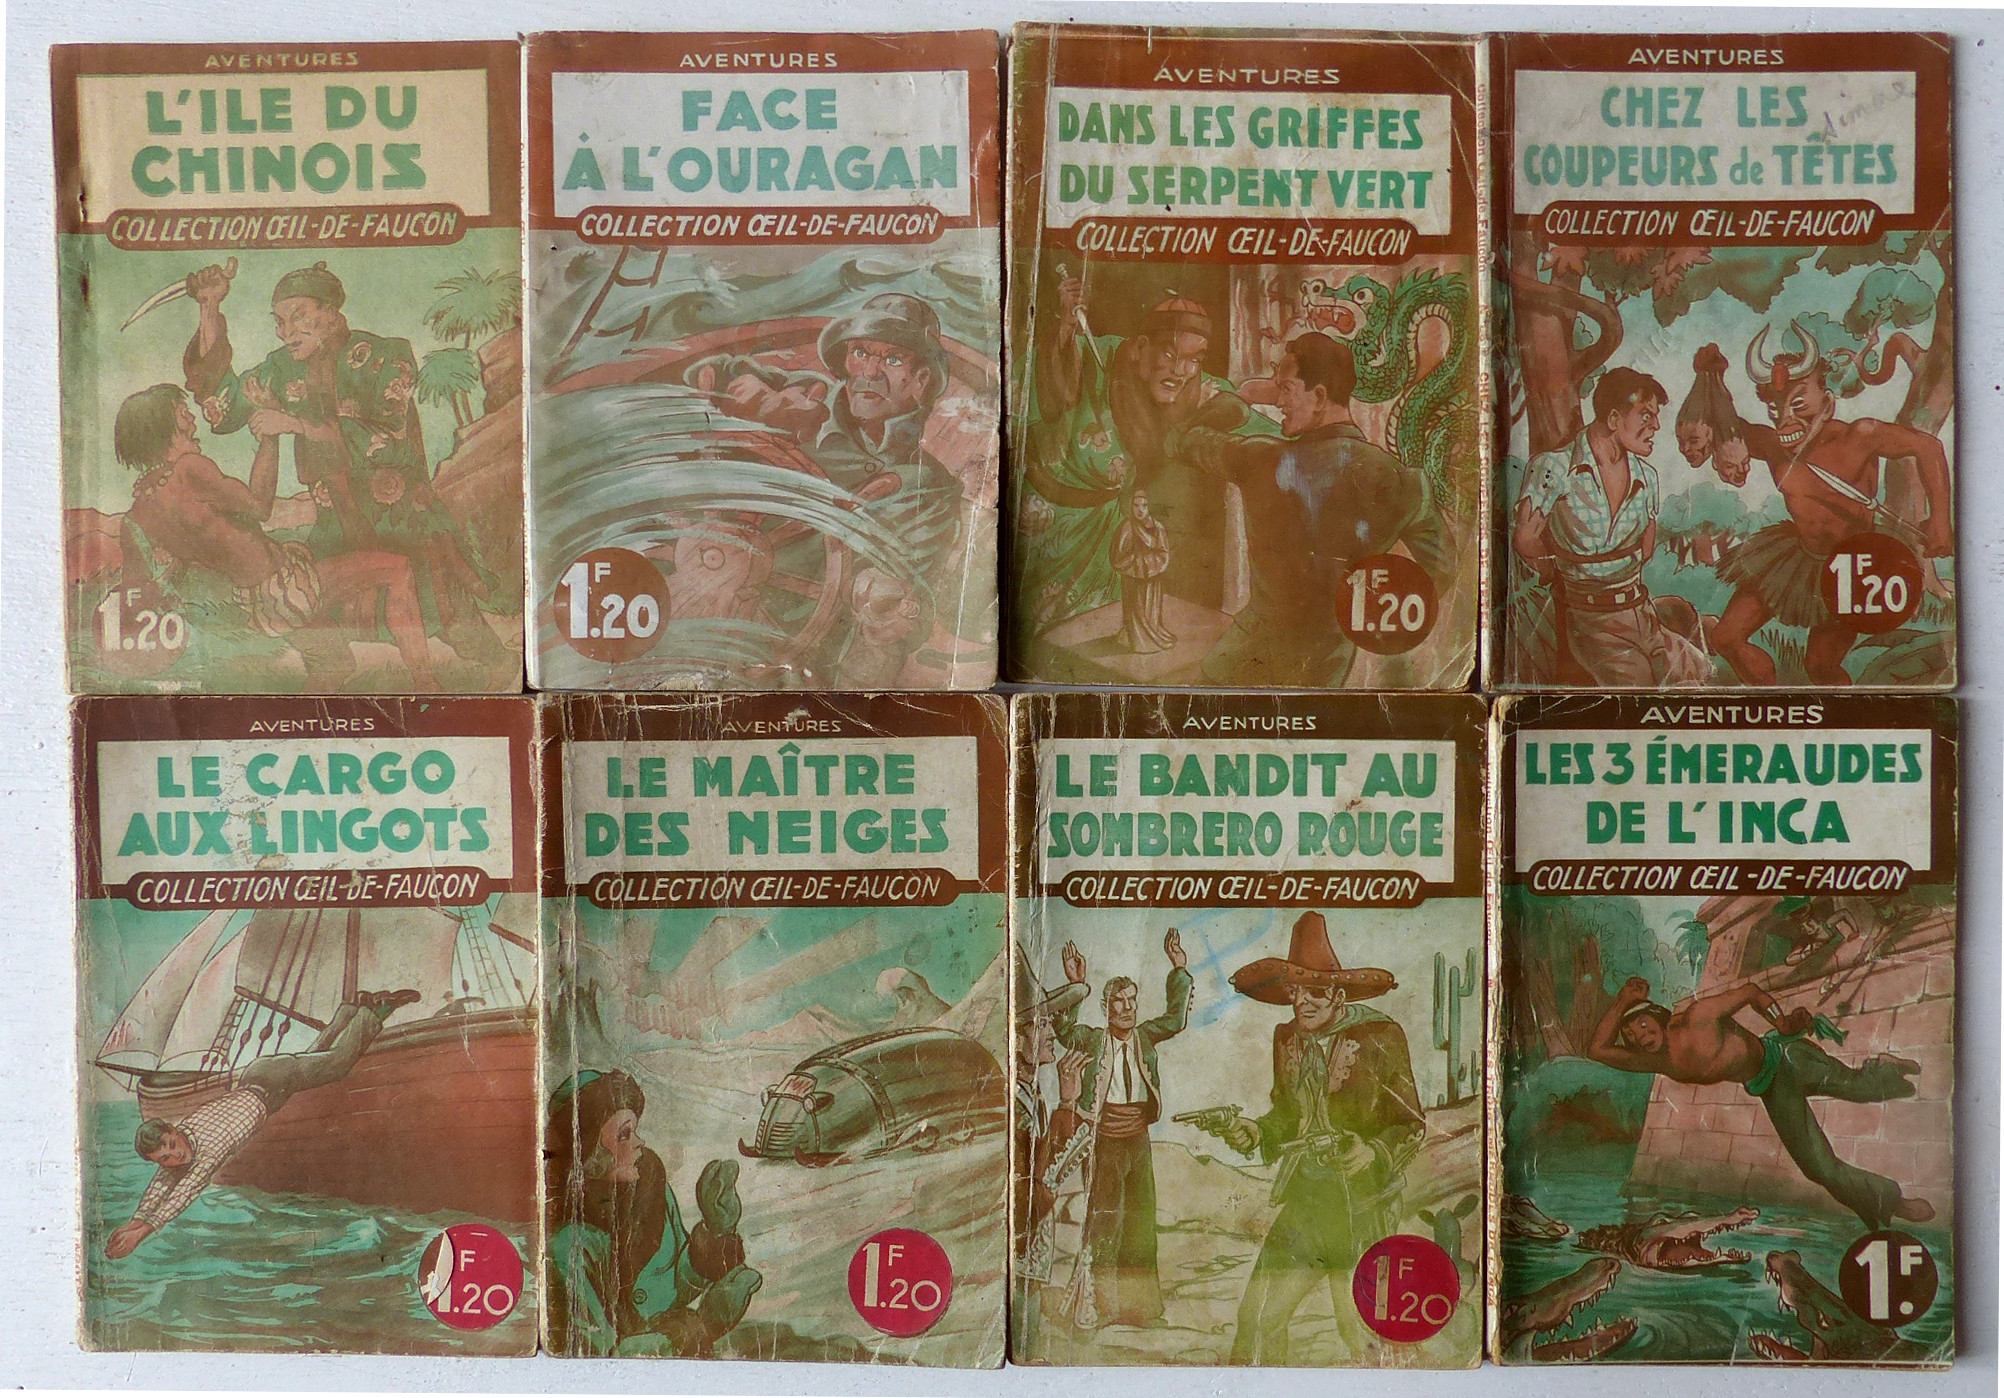 AVENTURES
L'ILE DU
CHINOIS
COLLECTION ŒIL-DE-FAUCON
1F.20
AVENTURES
FACE
À L'OURAGAN
COLLECTION ŒIL-DE-FAUCON
1F.20
AVENTURES
DANS LES GRIFFES
DU SERPENT VERT
COLLECTION ŒIL-DE-FAUCON
1F.20
AVENTURES
CHEZ LES
Simone
COUPEURS de TÊTES
COLLECTION ŒIL-DE-FAUCON
1F.20
AVENTURES
LE CARGO
AUX LINGOTS
COLLECTION ŒIL-DE-FAUCON
1F.20
AVENTURES
LE MAÎTRE
DES NEIGES
COLLECTION ŒIL-DE-FAUCON
1F.20
AVENTURES
LE BANDIT AU
SOMBRERO ROUGE
COLLECTION ŒIL-DE-FAUCON
1F.20
AVENTURES
LES 3 ÉMERAUDES
DE L'INCA
COLLECTION ŒIL-DE-FAUCON
1F.